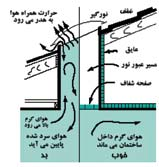 حرارت همراه هوا
به هدر می رود
نورگیر
عایق
مسیر عبور نور
صفحه شفاف
هوای گرم
بالا می رود
هوای سرد شده
پایین می آید
بد
هوای گرم داخل
ساختمان می ماند
خوب